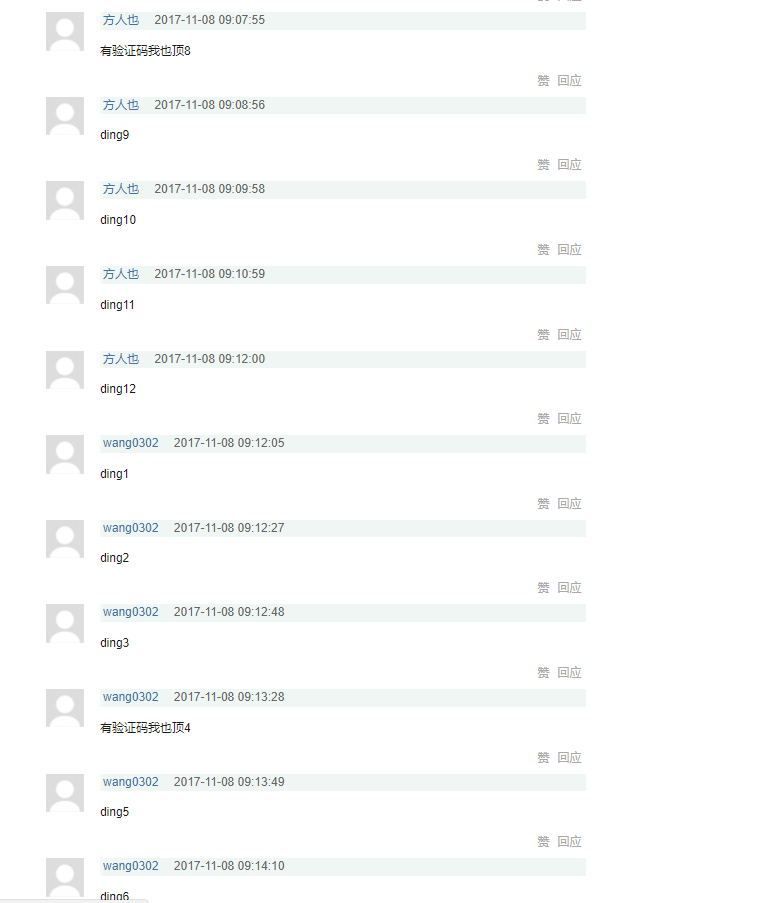 方人也 2017-11-08 09:07:55
有验证码我也顶8
赞 回应
方人也 2017-11-08 09:08:56
ding9
赞 回应
方人也 2017-11-08 09:09:58
ding10
赞 回应
方人也 2017-11-08 09:10:59
ding11
赞 回应
方人也 2017-11-08 09:12:00
ding12
赞 回应
wang0302 2017-11-08 09:12:05
ding1
赞 回应
wang0302 2017-11-08 09:12:27
ding2
赞 回应
wang0302 2017-11-08 09:12:48
ding3
赞 回应
wang0302 2017-11-08 09:13:28
有验证码我也顶4
赞 回应
wang0302 2017-11-08 09:13:49
ding5
赞 回应
wang0302 2017-11-08 09:14:10
ding6